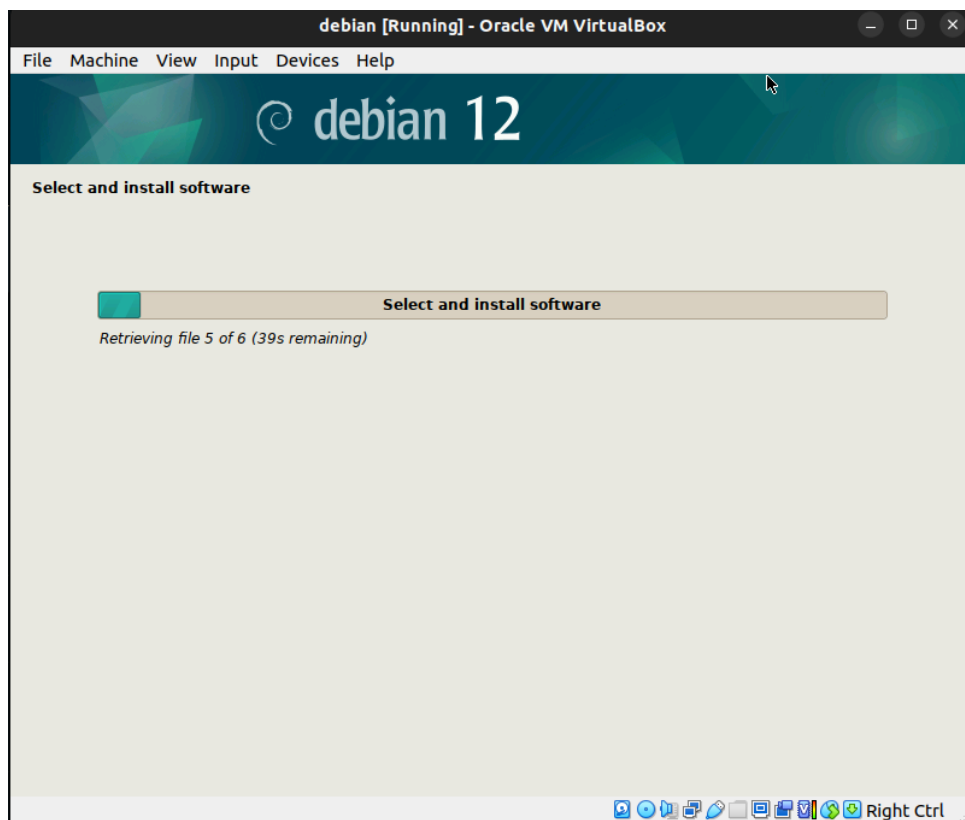 debian [Running] - Oracle VM VirtualBox
File Machine View Input Devices Help
debian 12
Select and install software
Select and install software
Retrieving file 5 of 6 (39s remaining)
Right Ctrl